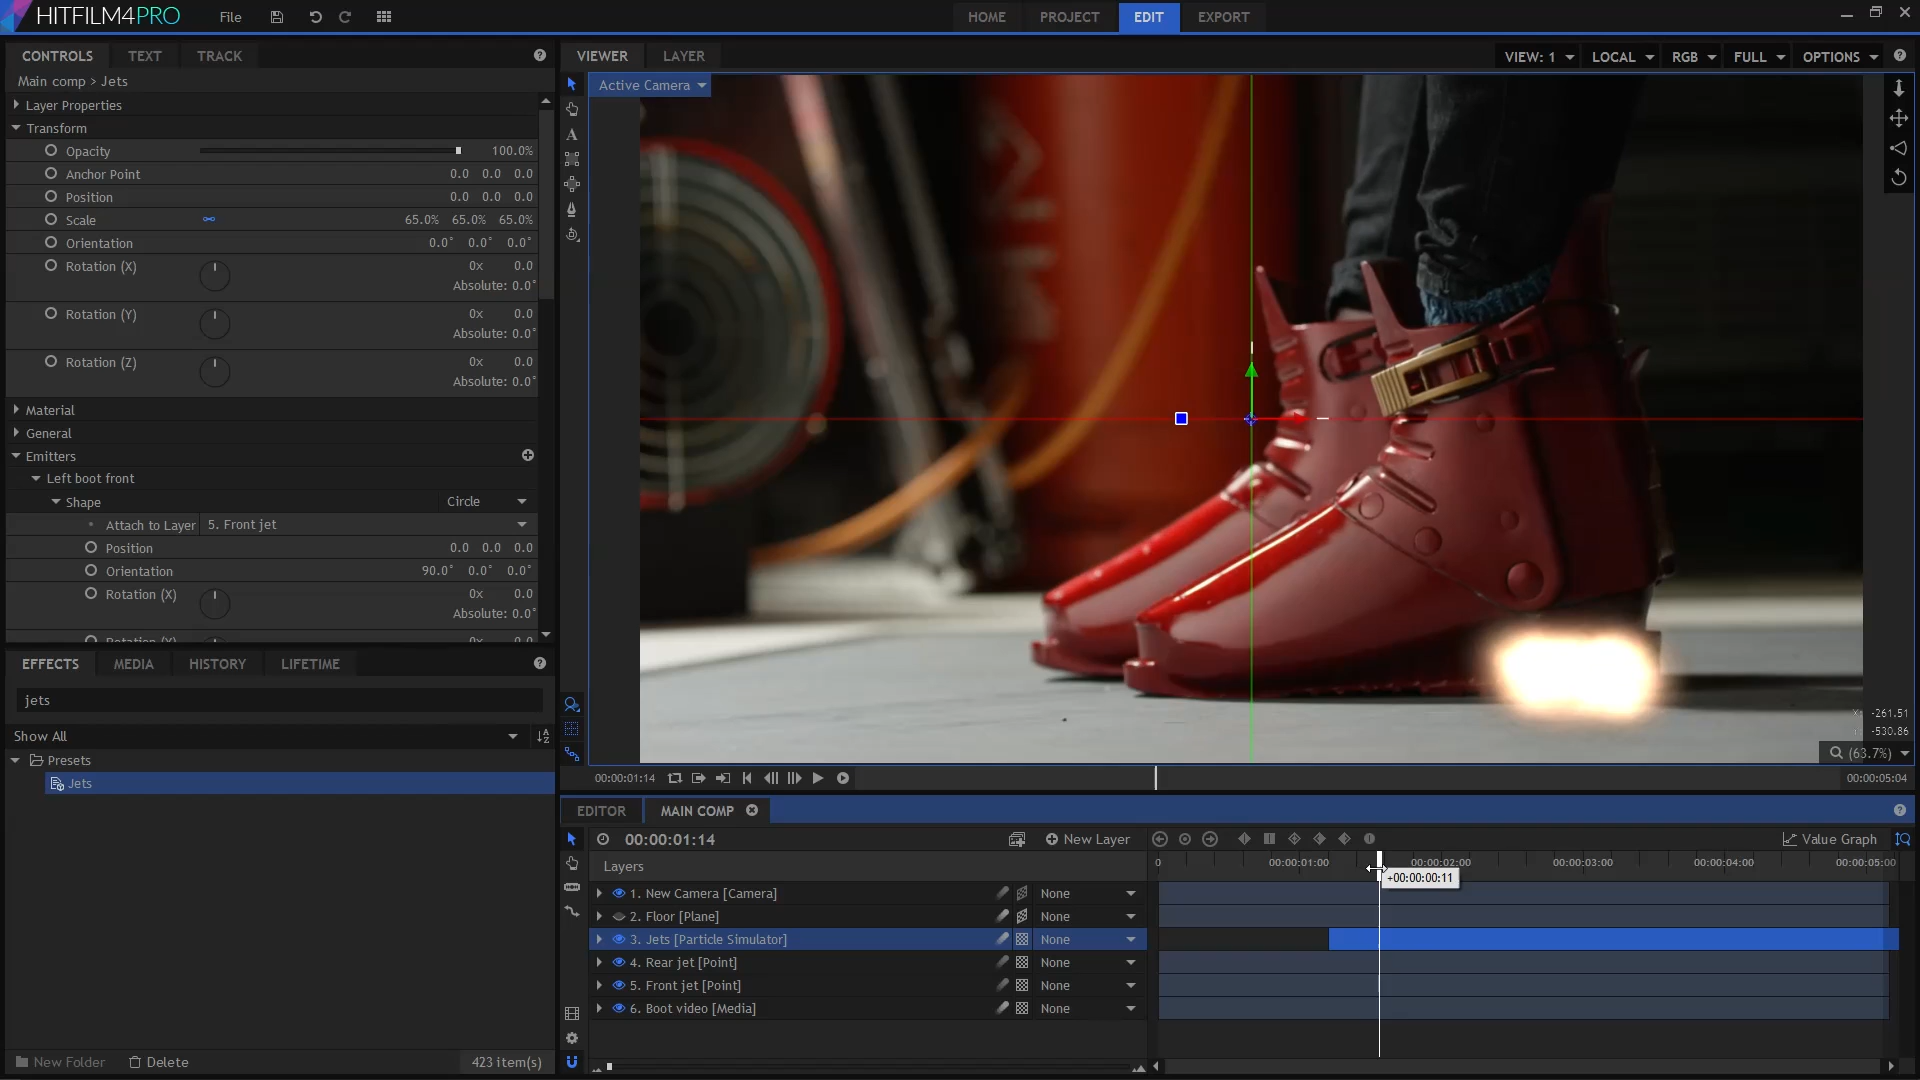 HITFILM4PRO File HOME PROJECT EDIT EXPORT
CONTROLS TEXT TRACK
Main comp > Jets
Layer Properties
Transform
Opacity 100.0%
Anchor Point 0.0 0.0 0.0
Position 0.0 0.0 0.0
Scale 65.0% 65.0% 65.0%
Orientation 0.0° 0.0° 0.0°
Rotation (X) 0x 0.0
Absolute: 0.0°
Rotation (Y) 0x 0.0
Absolute: 0.0°
Rotation (Z) 0x 0.0
Absolute: 0.0°
Material
General
Emitters
Left boot front
Shape Circle
Attach to Layer 5. Front jet
Position 0.0 0.0 0.0
Orientation 90.0° 0.0° 0.0°
Rotation (X) 0x 0.0
Absolute: 0.0°
EFFECTS MEDIA HISTORY LIFETIME
jets
Show All
Presets
Jets
New Folder Delete 423 item(s)
VIEWER LAYER VIEW: 1 LOCAL RGB FULL OPTIONS
Active Camera
-261.51
-530.86
(63.7%)
00:00:01:14 00:00:05:04
EDITOR MAIN COMP
00:00:01:14 New Layer Value Graph
Layers 0 00:00:01:00 00:00:02:00 00:00:03:00 00:00:04:00 00:00:05:00
+00:00:00:11
1. New Camera [Camera] None
2. Floor [Plane] None
3. Jets [Particle Simulator] None
4. Rear jet [Point] None
5. Front jet [Point] None
6. Boot video [Media] None